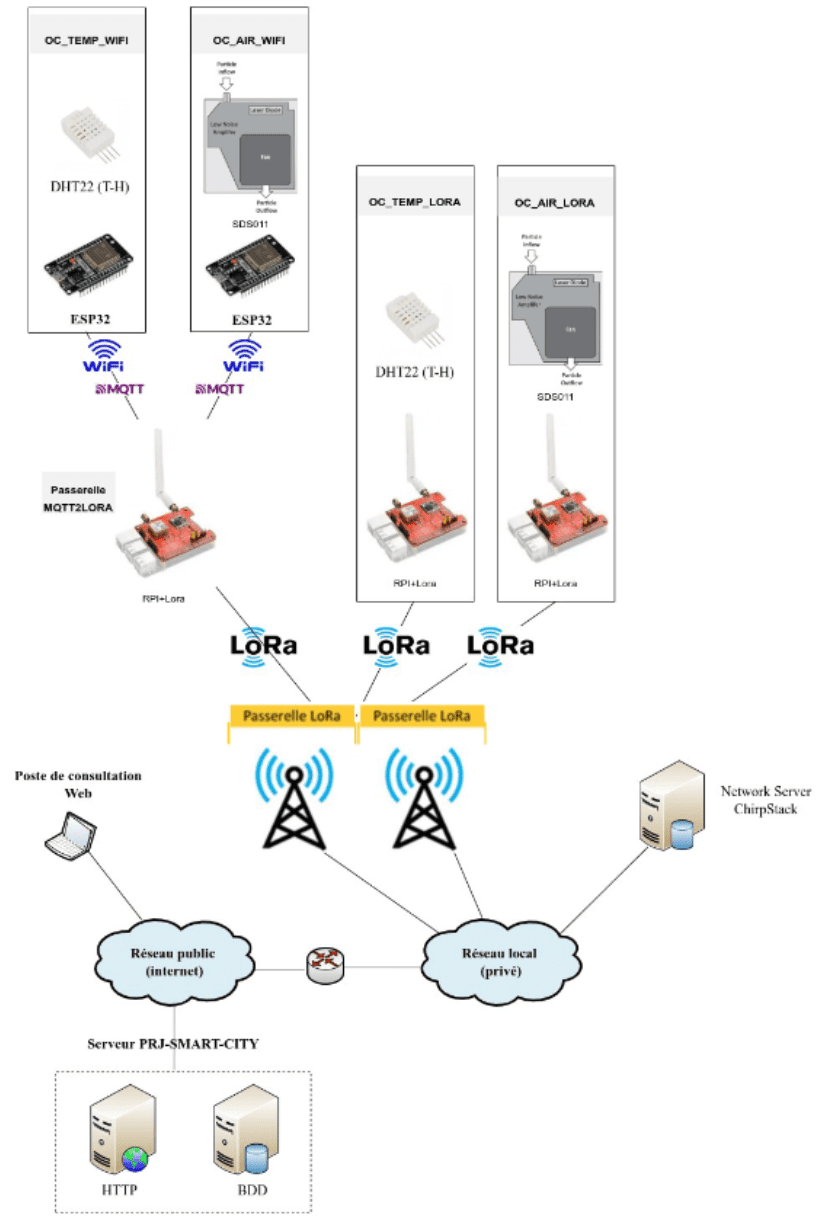 OC_TEMP_WIFI
DHT22 (T-H)
ESP32
WiFi
MQTT
OC_AIR_WIFI
Particle
Inflow
Laser Diode
Low Noise
Amplifier
Fan
Particle
Outflow
SDS011
ESP32
WiFi
MQTT
OC_TEMP_LORA
DHT22 (T-H)
RPI+Lora
OC_AIR_LORA
Particle
Inflow
Laser Diode
Low Noise
Amplifier
Fan
Particle
Outflow
SDS011
RPI+Lora
Passerelle
MQTT2LORA
RPI+Lora
LoRa
LoRa
LoRa
Passerelle LoRa
Passerelle LoRa
Poste de consultation
Web
Network Server
ChirpStack
Réseau public
(internet)
Réseau local
(privé)
Serveur PRJ-SMART-CITY
HTTP
BDD